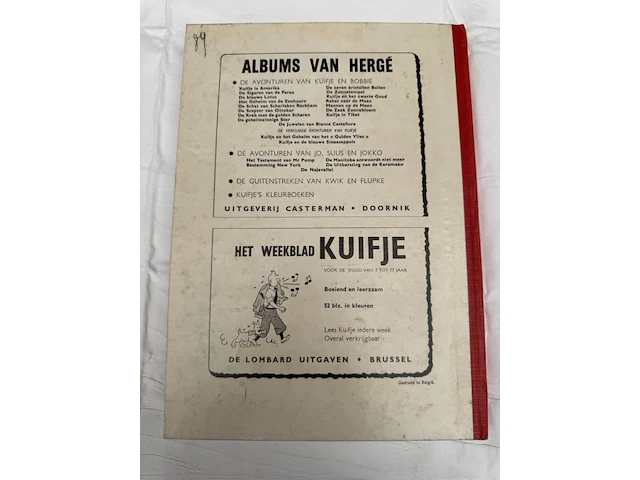 89
ALBUMS VAN HERGÉ
DE AVONTUREN VAN KUIFJE EN BOBBIE
Kuifje in Amerika
De Sigaren van de Farao
De blauwe Lotus
Het Geheim van de Eenhoorn
De Schat van Scharlaken Rackham
De Scepter van Ottokar
De Krab met de gulden Scharen
De geheimzinnige Ster
De zeven kristallen Bollen
De Zonnetempel
Kuifje en het zwarte Goud
Raket naar de Maan
Mannen op de Maan
De Zaak Zonnebloem
Kuifje in Tibet
De Juwelen van Bianca Castafiore
DE VERFILMDE AVONTUREN VAN KUIFJE
Kuifje en het Geheim van het « Gulden Vlies »
Kuifje en de blauwe Sinaasappels
DE AVONTUREN VAN JO, SUUS EN JOKKO
Het Testament van Mr Pump
Bestemming New York
De Manitoba antwoordt niet meer
De Uitbarsting van de Karamako
De Najavallei
DE GUITENSTREKEN VAN KWIK EN FLUPKE
KUIFJE'S KLEURBOEKEN
UITGEVERIJ CASTERMAN • DOORNIK
HET WEEKBLAD KUIFJE
VOOR DE JEUGD VAN 7 TOT 77 JAAR
Boeiend en leerzaam
32 blz. in kleuren
Lees Kuifje iedere week
Overal verkrijgbaar
DE LOMBARD UITGAVEN • BRUSSEL
Gedrukt in België.